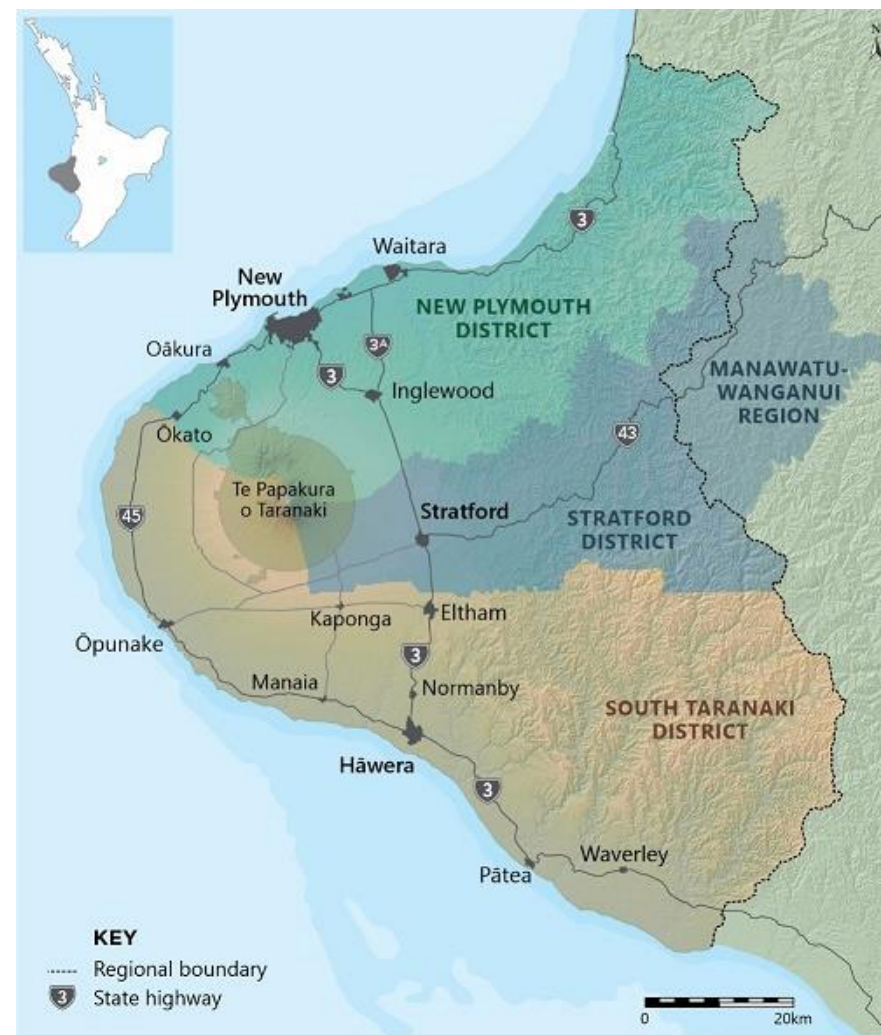 N
3
Waitara
New
Plymouth
NEW PLYMOUTH
DISTRICT
3A
Oākura
3
Inglewood
MANAWATU-
WANGANUI
REGION
Ōkato
43
Te Papakura
o Taranaki
45
Stratford
STRATFORD
DISTRICT
Kaponga
Eltham
Ōpunake
3
Manaia
Normanby
SOUTH TARANAKI
DISTRICT
Hāwera
3
Waverley
Pātea
KEY
Regional boundary
3 State highway
0 20km